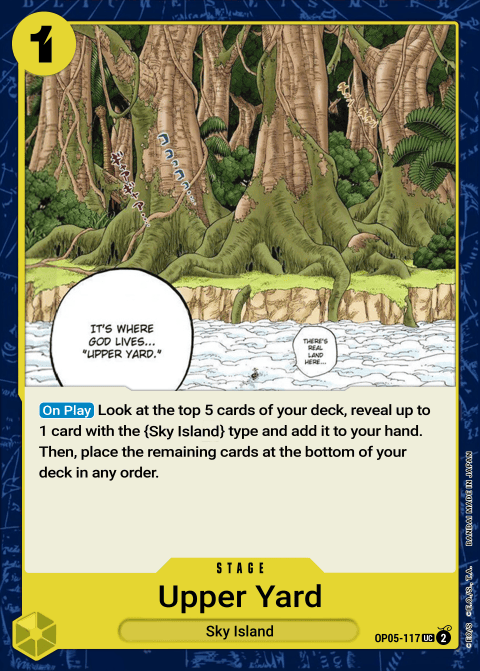 1
IT'S WHERE
GOD LIVES...
"UPPER YARD."
THERE'S
REAL
LAND
HERE...
On Play Look at the top 5 cards of your deck, reveal up to
1 card with the {Sky Island} type and add it to your hand.
Then, place the remaining cards at the bottom of your
deck in any order.
STAGE
Upper Yard
Sky Island
OP05-117 UC 2
©E.O/S ©E.O./S., T.A. BANDAI MADE IN JAPAN